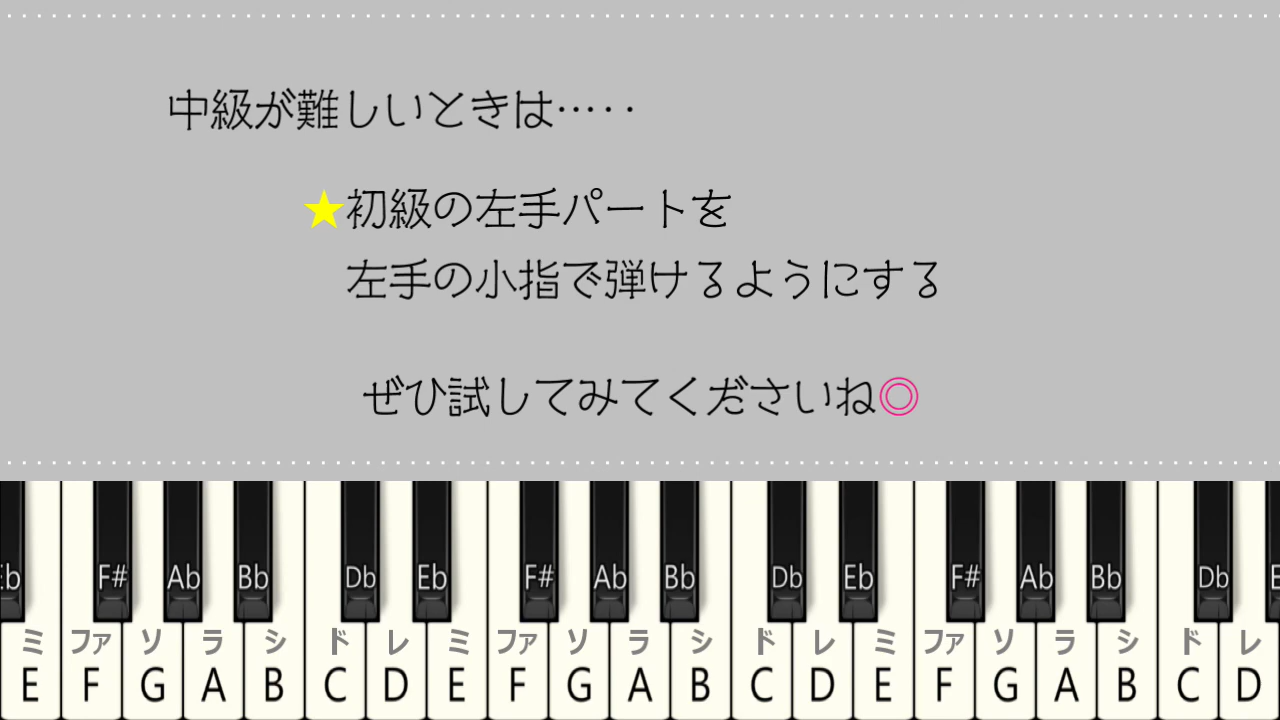 中級が難しいときは…‥
★初級の左手パートを
左手の小指で弾けるようにする
ぜひ試してみてくださいね◎
Eb F# Ab Bb Db Eb F# Ab Bb Db Eb F# Ab Bb Db E
ミ ファ ソ ラ シ ド レ ミ ファ ソ ラ シ ド レ ミ ファ ソ ラ シ ド レ
E F G A B C D E F G A B C D E F G A B C D